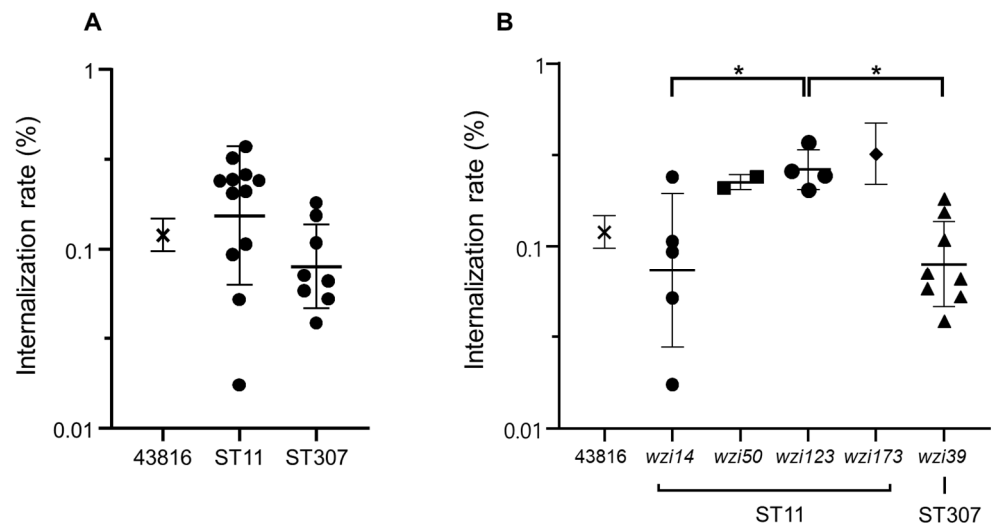 A
Internalization rate (%)
1
0.1
0.01
43816 ST11 ST307
B
Internalization rate (%)
1
0.1
0.01
* *
43816 wzi14 wzi50 wzi123 wzi173 wzi39
ST11 ST307